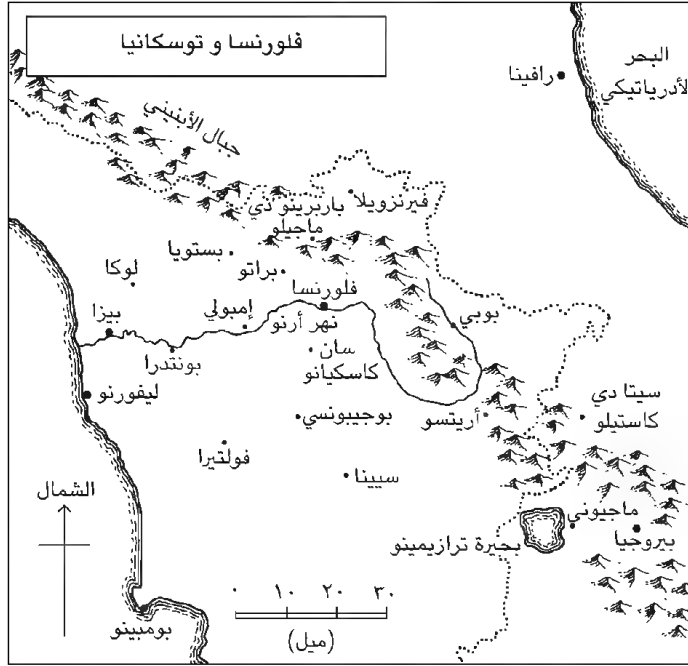 فلورنسا و توسكانيا
البحر
الأدرياتيكي
رافينا
جبال الأبنيني
فيرنزويلا
باربرينو دي
ماجيلو
بستويا
براتو
لوكا
فلورنسا
إمبولي
نهر أرنو
بيزا
بوبي
سان
كاسكيانو
بونتدرا
ليفورنو
سيتا دي
كاستيلو
أريتسو
بوجيبونسي
فولتيرا
سيينا
الشمال
ماجيوني
بيروجيا
بحيرة ترازيمينو
٠ ١٠ ٢٠ ٣٠
(ميل)
بومبينو